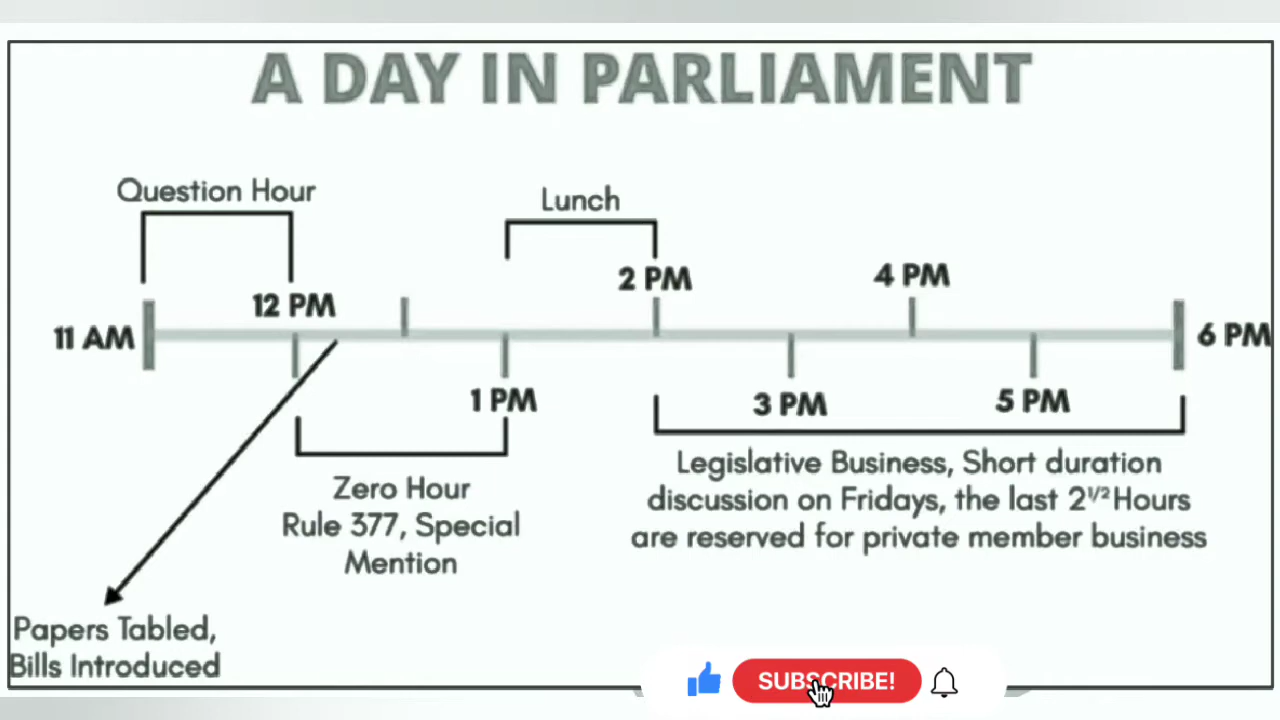 A DAY IN PARLIAMENT
Question Hour
Lunch
2 PM
4 PM
12 PM
11 AM
6 PM
1 PM
3 PM
5 PM
Zero Hour
Rule 377, Special
Mention
Legislative Business, Short duration
discussion on Fridays, the last 2¹/² Hours
are reserved for private member business
Papers Tabled,
Bills Introduced
SUBSCRIBE!